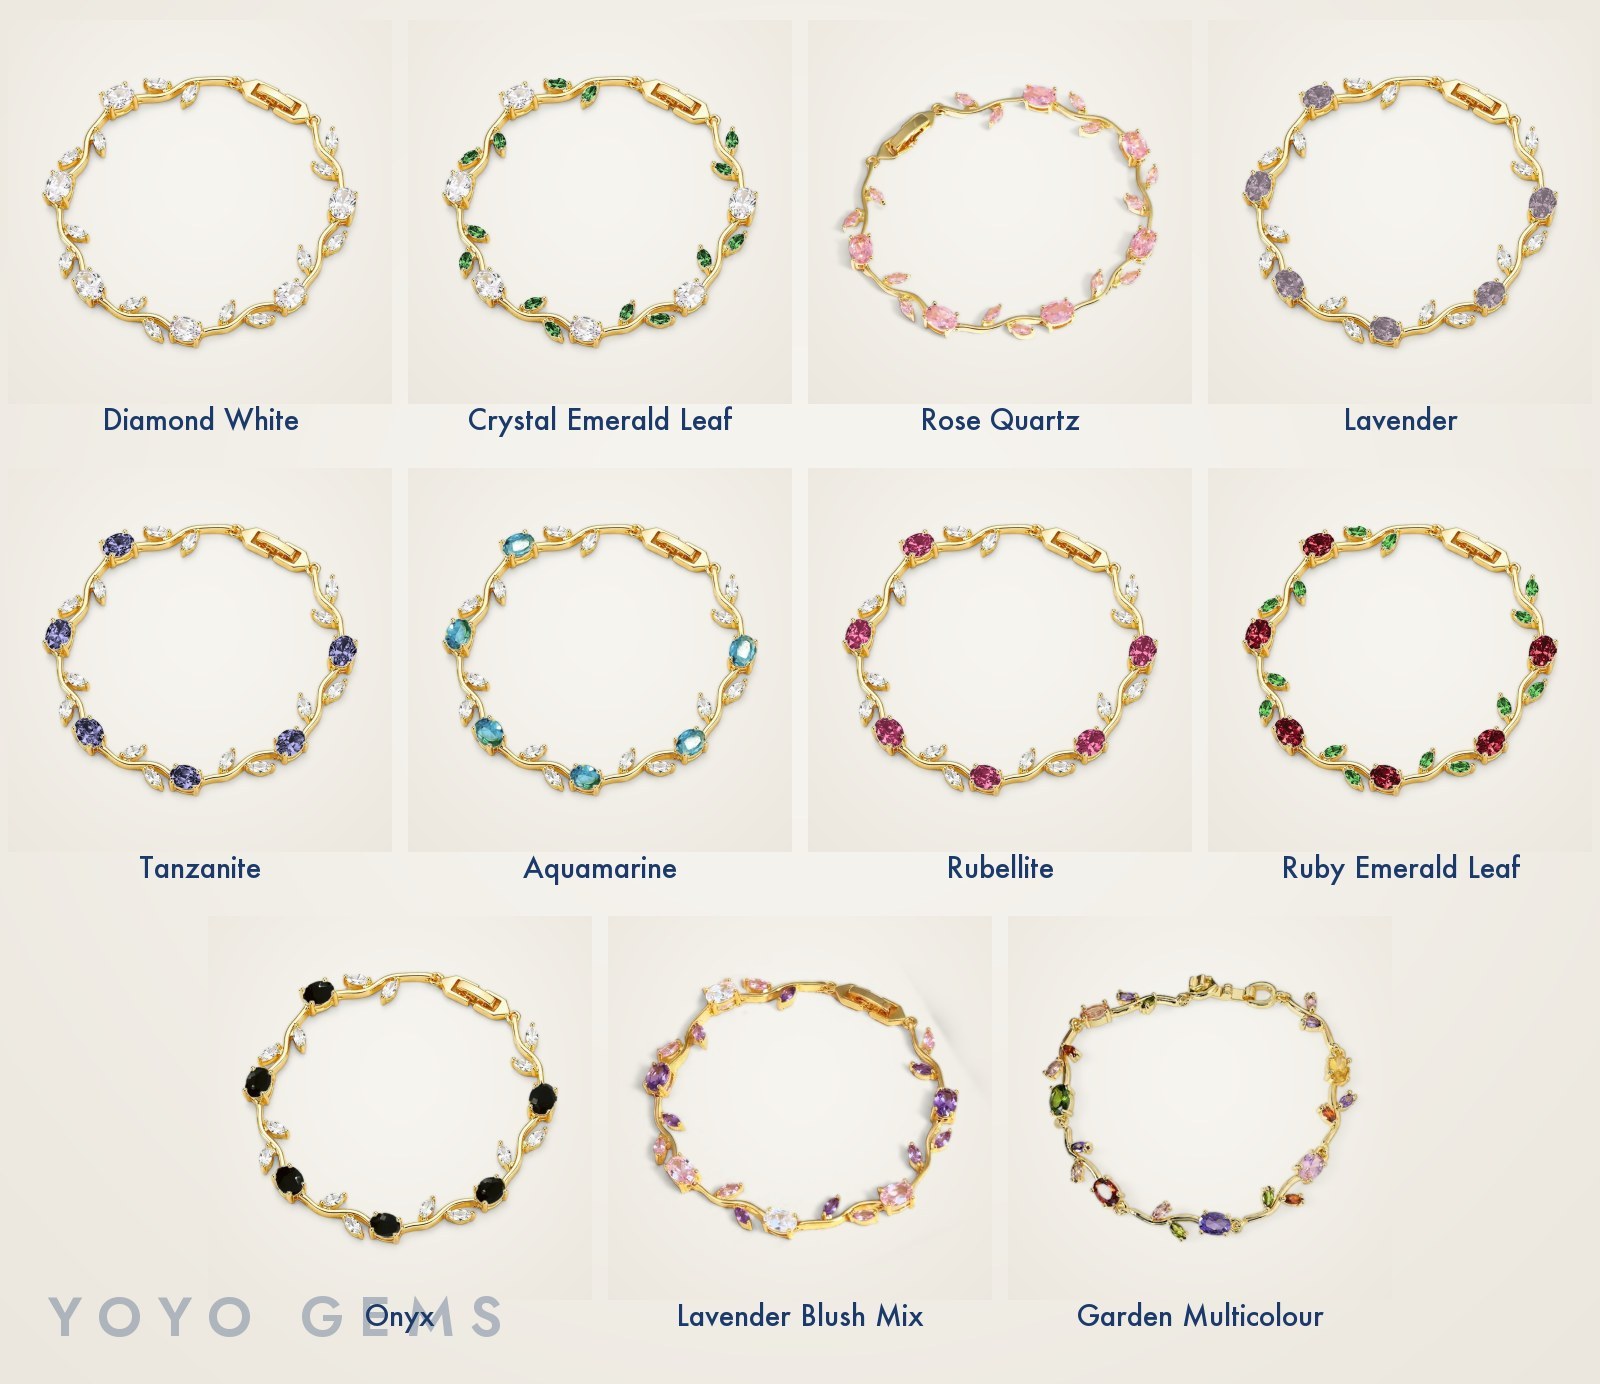 Diamond White
Crystal Emerald Leaf
Rose Quartz
Lavender
Tanzanite
Aquamarine
Rubellite
Ruby Emerald Leaf
YOYO GEMS
Onyx
Lavender Blush Mix
Garden Multicolour